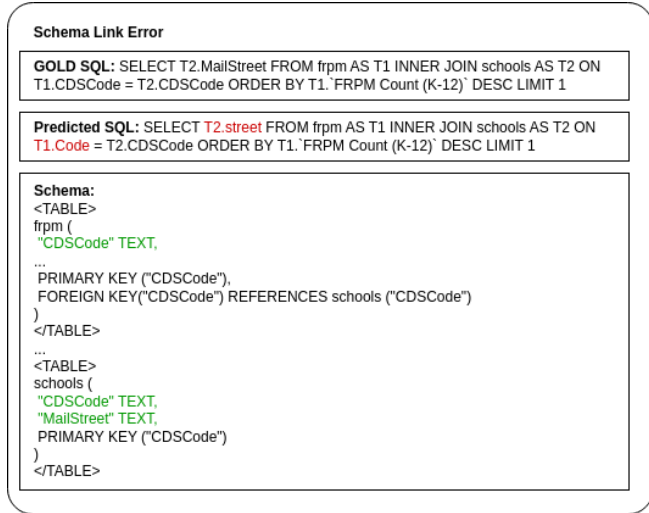 Schema Link Error
GOLD SQL: SELECT T2.MailStreet FROM frpm AS T1 INNER JOIN schools AS T2 ON
T1.CDSCode = T2.CDSCode ORDER BY T1.`FRPM Count (K-12)` DESC LIMIT 1
Predicted SQL: SELECT T2.street FROM frpm AS T1 INNER JOIN schools AS T2 ON
T1.Code = T2.CDSCode ORDER BY T1.`FRPM Count (K-12)` DESC LIMIT 1
Schema:
<TABLE>
frpm (
"CDSCode" TEXT,
...
PRIMARY KEY ("CDSCode"),
FOREIGN KEY("CDSCode") REFERENCES schools ("CDSCode")
)
</TABLE>
...
<TABLE>
schools (
"CDSCode" TEXT,
"MailStreet" TEXT,
PRIMARY KEY ("CDSCode")
)
</TABLE>